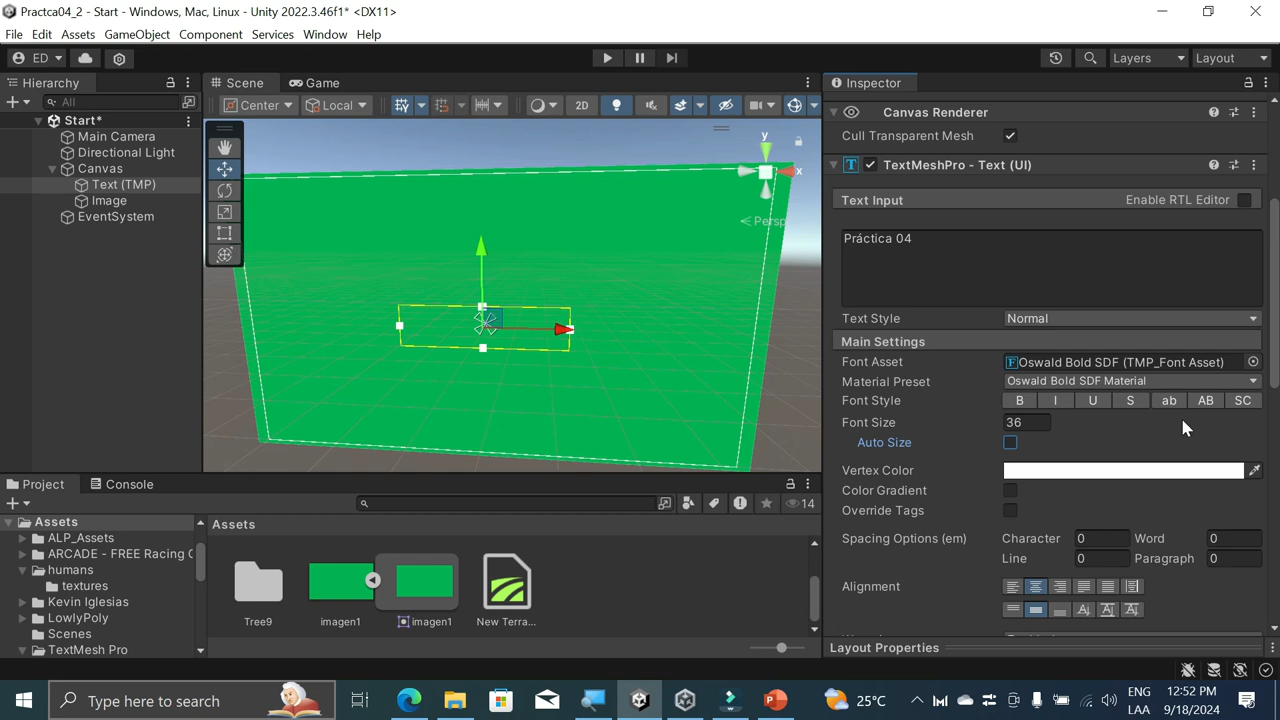 Practca04_2 - Start - Windows, Mac, Linux - Unity 2022.3.46f1* <DX11>
File Edit Assets GameObject Component Services Window Help
ED Layers Layout
Hierarchy Scene Game Inspector
All Center Local 2D
Start*
Main Camera
Directional Light
Canvas
Text (TMP)
Image
EventSystem
y
x
Persp
Canvas Renderer
Cull Transparent Mesh
TextMeshPro - Text (UI)
Text Input Enable RTL Editor
Práctica 04
Text Style Normal
Main Settings
Font Asset Oswald Bold SDF (TMP_Font Asset)
Material Preset Oswald Bold SDF Material
Font Style B I U S ab AB SC
Font Size 36
Auto Size
Vertex Color
Color Gradient
Override Tags
Spacing Options (em) Character 0 Word 0
Line 0 Paragraph 0
Alignment
Layout Properties
Project Console
14
Assets
ALP_Assets
ARCADE - FREE Racing C
humans
textures
Kevin Iglesias
LowlyPoly
Scenes
TextMesh Pro
Assets
Tree9 imagen1 imagen1 New Terra...
Type here to search 25°C ENG 12:52 PM
LAA 9/18/2024